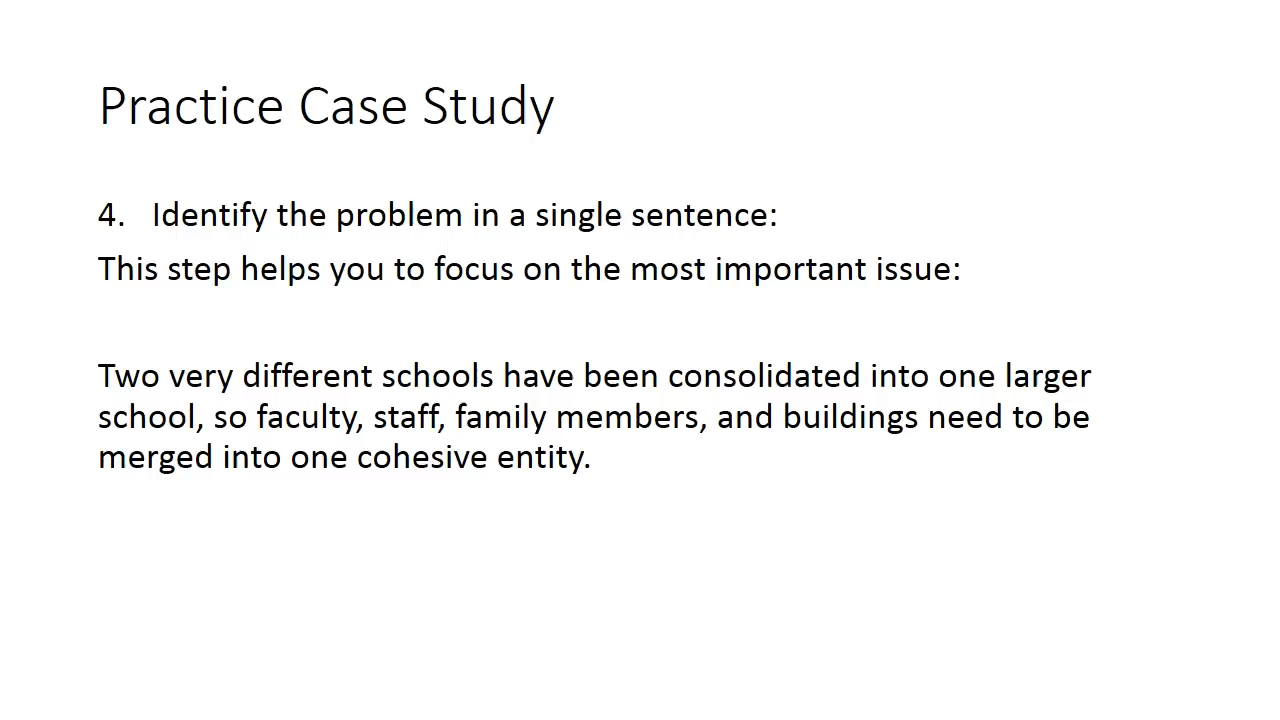 Practice Case Study
4. Identify the problem in a single sentence:
This step helps you to focus on the most important issue:
Two very different schools have been consolidated into one larger
school, so faculty, staff, family members, and buildings need to be
merged into one cohesive entity.